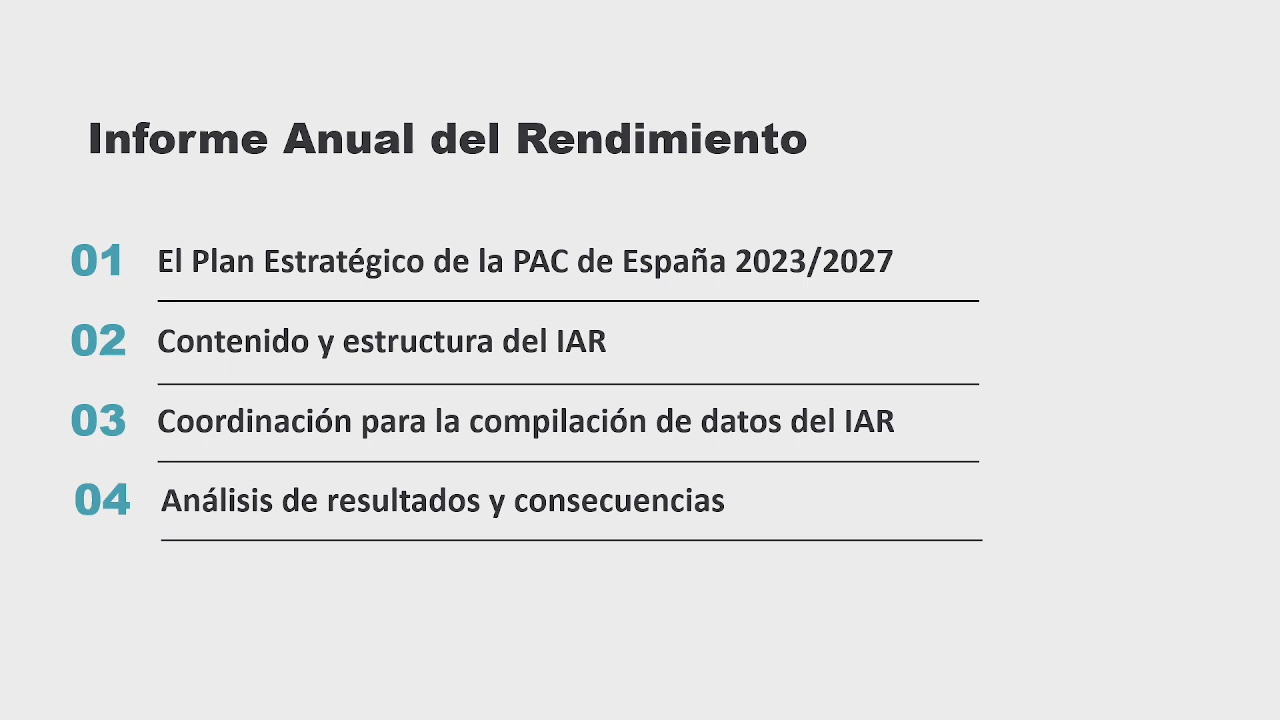 Informe Anual del Rendimiento
01 El Plan Estratégico de la PAC de España 2023/2027
02 Contenido y estructura del IAR
03 Coordinación para la compilación de datos del IAR
04 Análisis de resultados y consecuencias